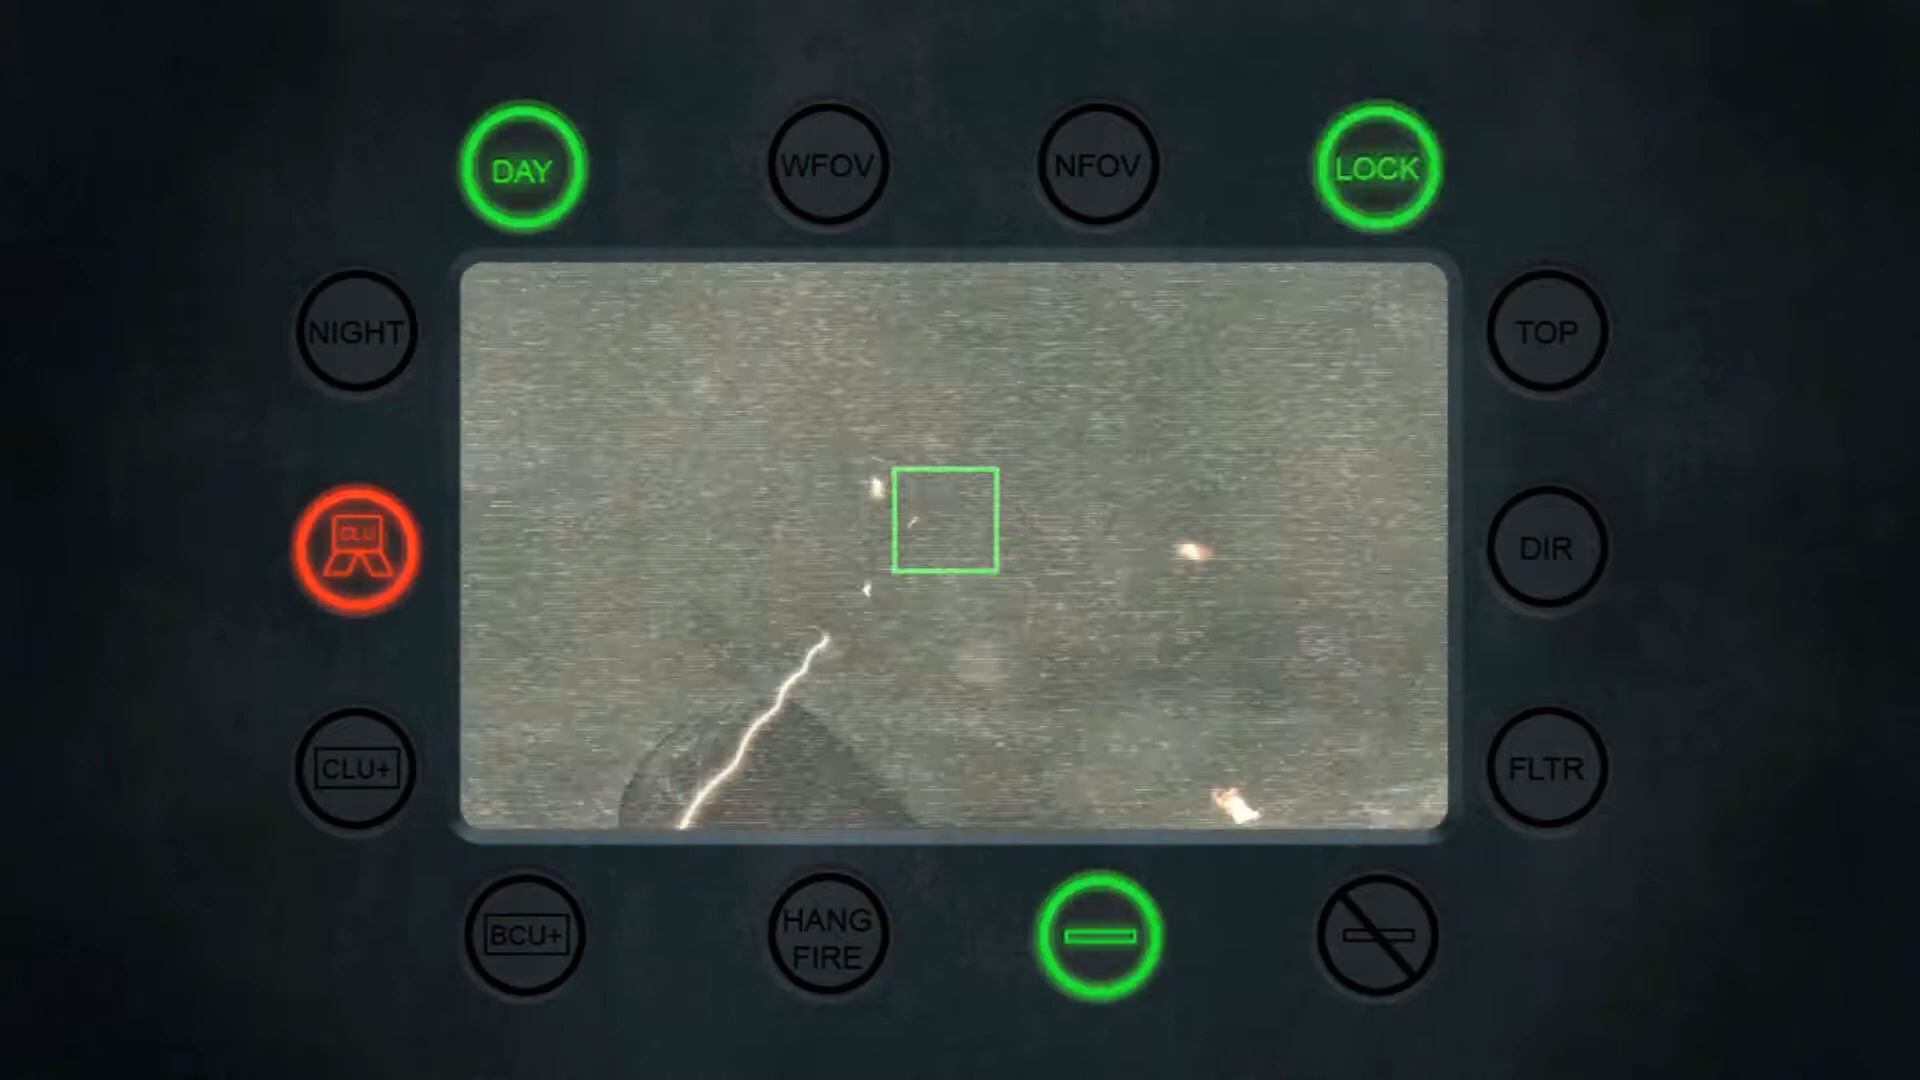 DAY
WFOV
NFOV
LOCK
NIGHT
TOP
CLU
DIR
CLU+
FLTR
BCU+
HANG
FIRE